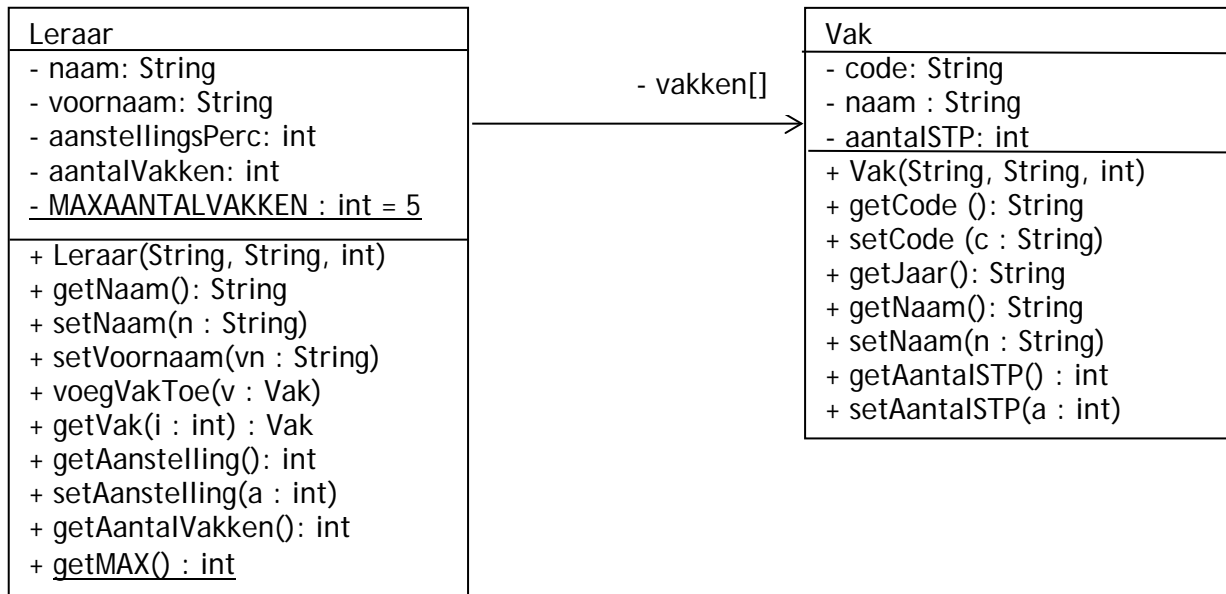 Leraar
- naam: String
- voornaam: String
- aanstellingsPerc: int
- aantalVakken: int
- MAXAANTALVAKKEN : int = 5
+ Leraar(String, String, int)
+ getNaam(): String
+ setNaam(n : String)
+ setVoornaam(vn : String)
+ voegVakToe(v : Vak)
+ getVak(i : int) : Vak
+ getAanstelling(): int
+ setAanstelling(a : int)
+ getAantalVakken(): int
+ getMAX() : int
- vakken[]
Vak
- code: String
- naam : String
- aantalSTP: int
+ Vak(String, String, int)
+ getCode (): String
+ setCode (c : String)
+ getJaar(): String
+ getNaam(): String
+ setNaam(n : String)
+ getAantalSTP() : int
+ setAantalSTP(a : int)